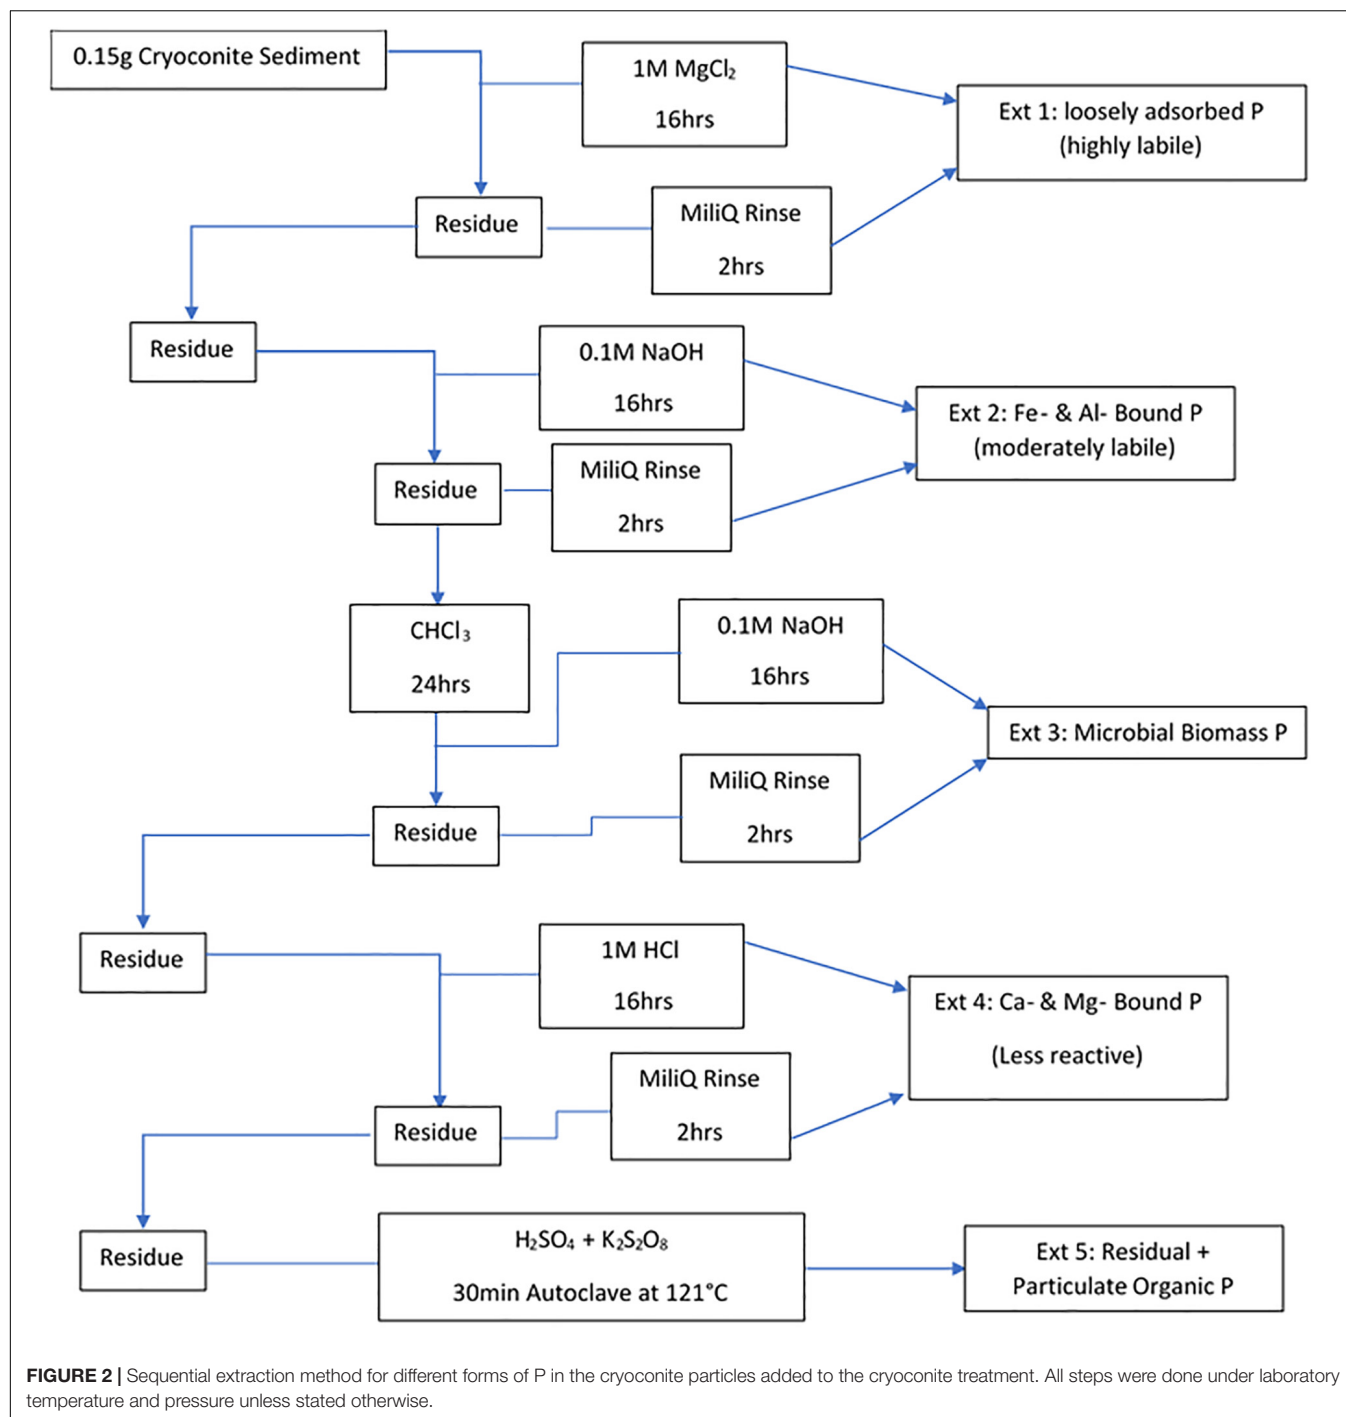 0.15g Cryoconite Sediment
1M MgCl₂
16hrs
Ext 1: loosely adsorbed P
(highly labile)
Residue
MiliQ Rinse
2hrs
Residue
0.1M NaOH
16hrs
Ext 2: Fe- & Al- Bound P
(moderately labile)
Residue
MiliQ Rinse
2hrs
CHCl₃
24hrs
0.1M NaOH
16hrs
Ext 3: Microbial Biomass P
Residue
MiliQ Rinse
2hrs
Residue
1M HCl
16hrs
Ext 4: Ca- & Mg- Bound P
(Less reactive)
Residue
MiliQ Rinse
2hrs
Residue
H₂SO₄ + K₂S₂O₈
30min Autoclave at 121°C
Ext 5: Residual +
Particulate Organic P
FIGURE 2 | Sequential extraction method for different forms of P in the cryoconite particles added to the cryoconite treatment. All steps were done under laboratory
temperature and pressure unless stated otherwise.